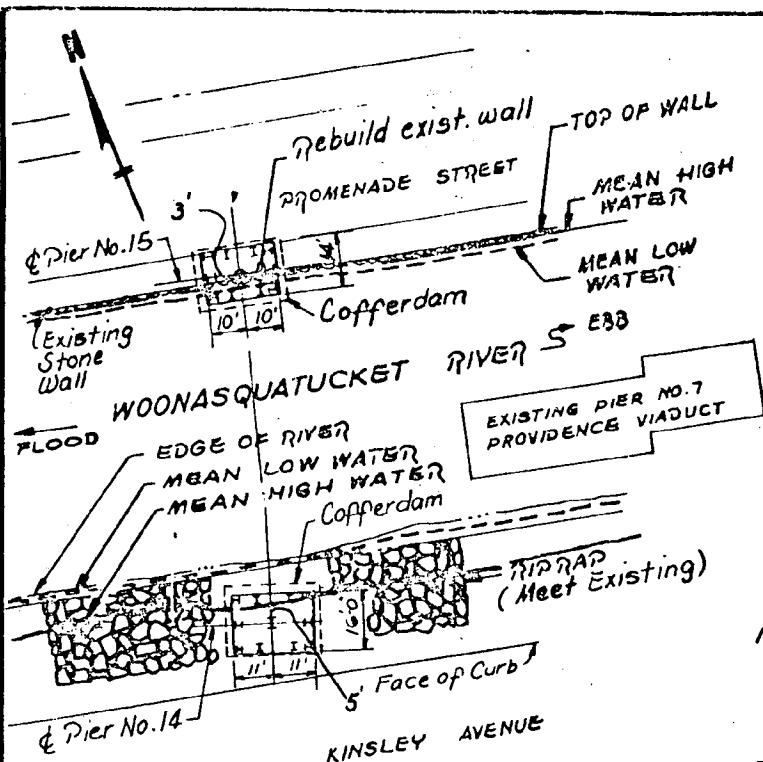 N
Rebuild exist. wall
TOP OF WALL
PROMENADE STREET
MEAN HIGH
WATER
3'
℄ Pier No. 15
MEAN LOW
WATER
Existing
Stone
Wall
10' 10'
Cofferdam
EBB
WOONASQUATUCKET RIVER
FLOOD
EXISTING PIER NO. 7
PROVIDENCE VIADUCT
EDGE OF RIVER
MEAN LOW WATER
MEAN HIGH WATER
Cofferdam
RIPRAP
(Meet Existing)
11' 11'
5'
Face of Curb
℄ Pier No. 14
KINSLEY AVENUE